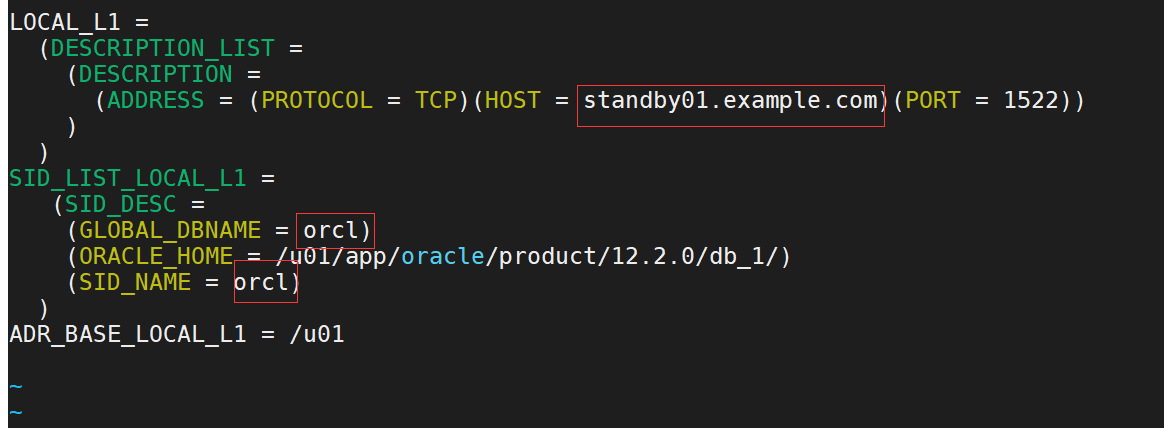 LOCAL_L1 =
  (DESCRIPTION_LIST =
    (DESCRIPTION =
      (ADDRESS = (PROTOCOL = TCP)(HOST = standby01.example.com)(PORT = 1522))
    )
  )
SID_LIST_LOCAL_L1 =
   (SID_DESC =
    (GLOBAL_DBNAME = orcl)
    (ORACLE_HOME = /u01/app/oracle/product/12.2.0/db_1/)
    (SID_NAME = orcl)
  )
ADR_BASE_LOCAL_L1 = /u01
~
~